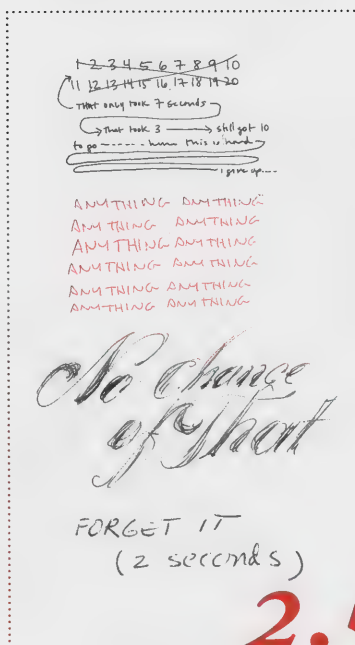 1 2 3 4 5 6 7 8 9 10
11 12 13 14 15 16 17 18 19 20
THAT only took 7 seconds
That took 3 still got 10
to go ------- hmm this is hard
i give up....
ANYTHING ANYTHING
ANYTHING ANYTHING
ANYTHING ANYTHING
ANYTHING ANYTHING
ANYTHING ANYTHING
ANYTHING ANYTHING
No chance
of
FORGET IT
(2 seconds)
2.